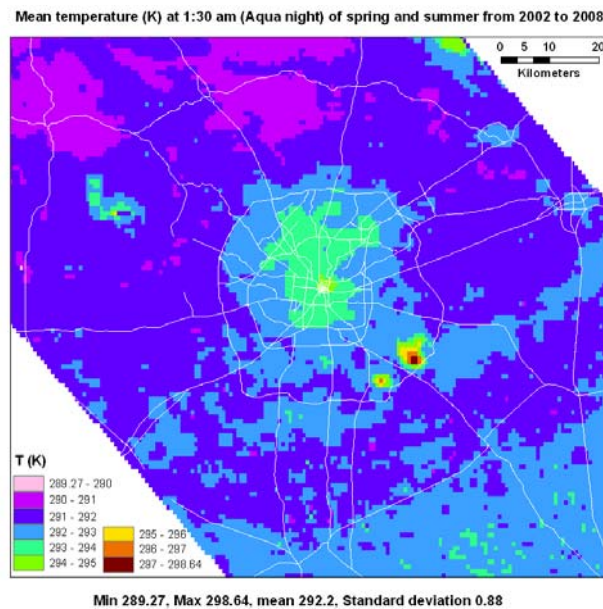 Mean temperature (K) at 1:30 am (Aqua night) of spring and summer from 2002 to 2008
0 5 10 20
Kilometers
T (K)
289.27 - 290
290 - 291
291 - 292
292 - 293
293 - 294
294 - 295
295 - 296
296 - 297
297 - 298.64
Min 289.27, Max 298.64, mean 292.2, Standard deviation 0.88